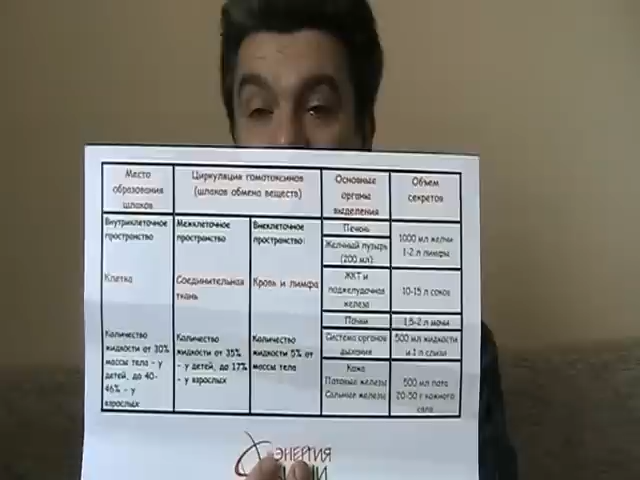 Место образования шлаков
Циркуляция гомотоксинов (шлаков обмена веществ)
Основные органы выделения
Объем секретов
Внутриклеточное пространство
Межклеточное пространство
Внеклеточное пространство:
Печень
Желчный пузырь (200 мл)
1000 мл желчи
1-2 л лимфы
Клетка
Соединительная ткань
Кровь и лимфа
ЖКТ и поджелудочная железа
10-15 л соков
Почки
1,5-2 л мочи
Количество жидкости от 30% массы тела - у детей, до 40-46% - у взрослых
Количество жидкости от 35% - у детей, до 17% - у взрослых
Количество жидкости 5% от массы тела
Система органов дыхания
500 мл жидкости и 1 л слизи
Кожа
Потовые железы
Сальные железы
500 мл пота
20-50 г кожного сала
ЭНЕРГИЯ